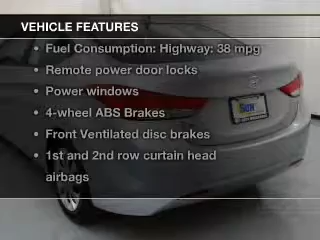 VEHICLE FEATURES
• Fuel Consumption: Highway: 38 mpg
• Remote power door locks
• Power windows
• 4-wheel ABS Brakes
• Front Ventilated disc brakes
• 1st and 2nd row curtain head
airbags